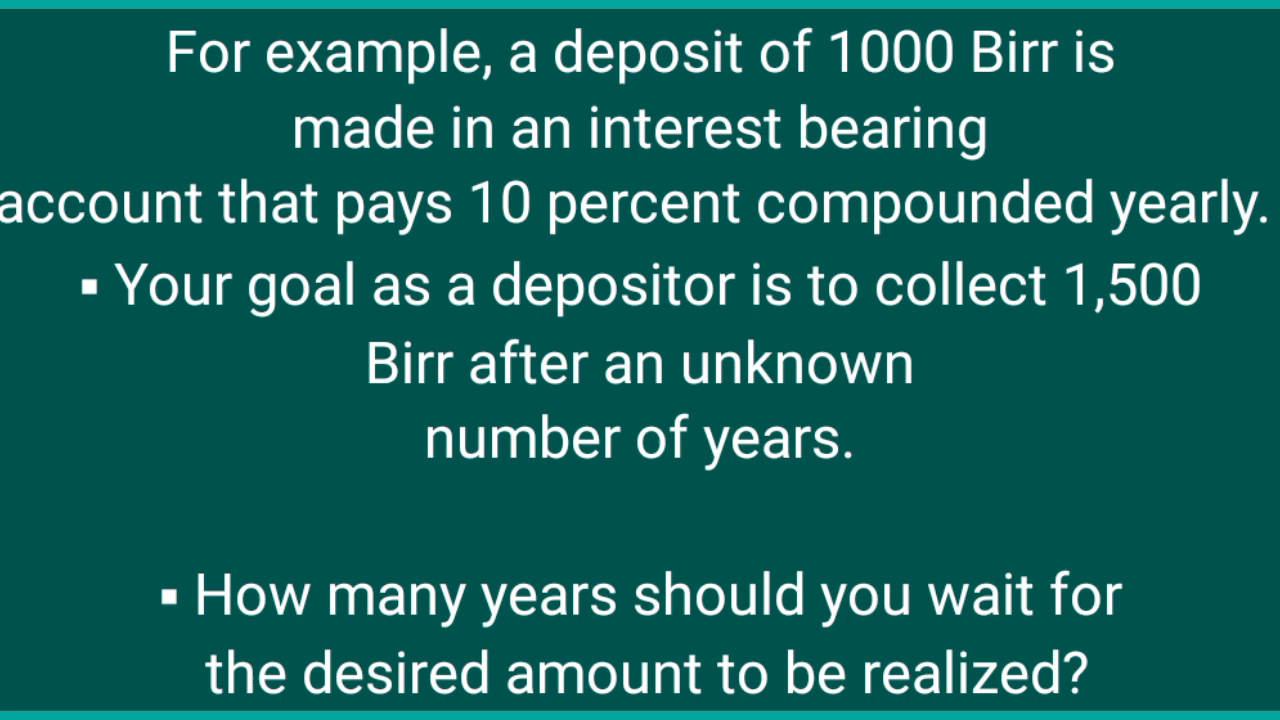 For example, a deposit of 1000 Birr is
made in an interest bearing
account that pays 10 percent compounded yearly.
▪ Your goal as a depositor is to collect 1,500
Birr after an unknown
number of years.
▪ How many years should you wait for
the desired amount to be realized?